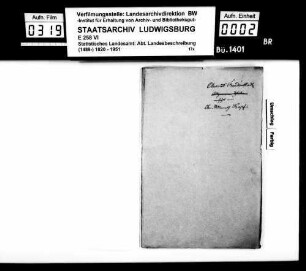 Aufn. Film
0319
Verfilmungsstelle: Landesarchivdirektion BW
-Institut für Erhaltung von Archiv- und Bibliotheksgut-
STAATSARCHIV LUDWIGSBURG
E 258 VI
Statistisches Landesamt: Abt. Landesbeschreibung
(1886-) 1820 - 1951
Aufn. Einheit
0002
BR
Bü.1401
Umschlag - Farbig